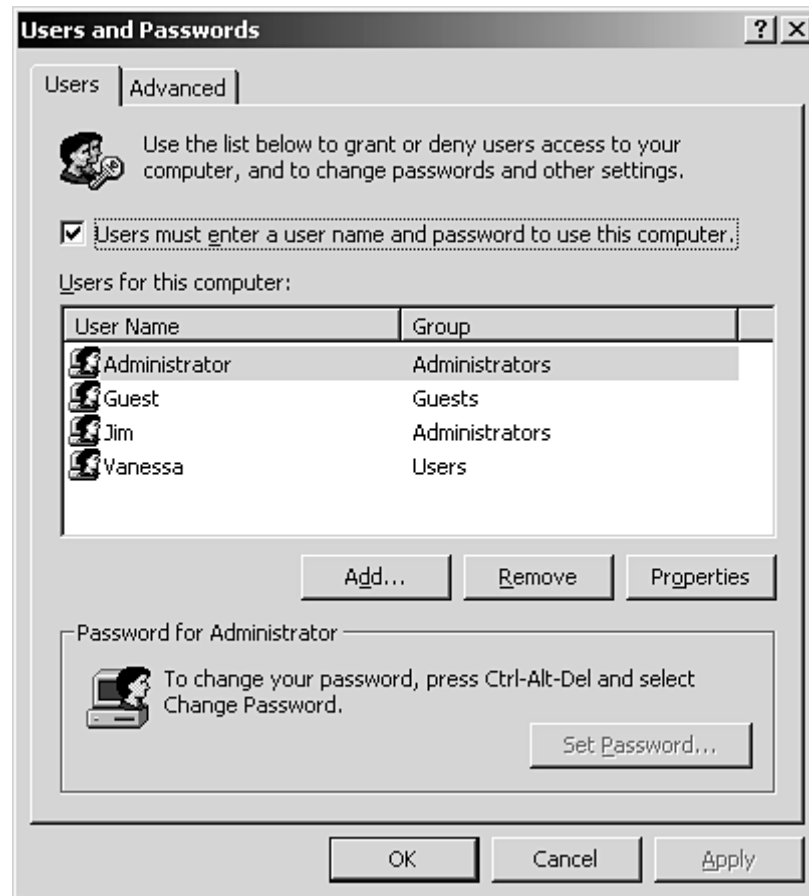 Users and Passwords
Users
Advanced
Use the list below to grant or deny users access to your
computer, and to change passwords and other settings.
Users must enter a user name and password to use this computer.
Users for this computer:
User Name Group
Administrator Administrators
Guest Guests
Jim Administrators
Vanessa Users
Add... Remove Properties
Password for Administrator
To change your password, press Ctrl-Alt-Del and select
Change Password.
Set Password...
OK Cancel Apply